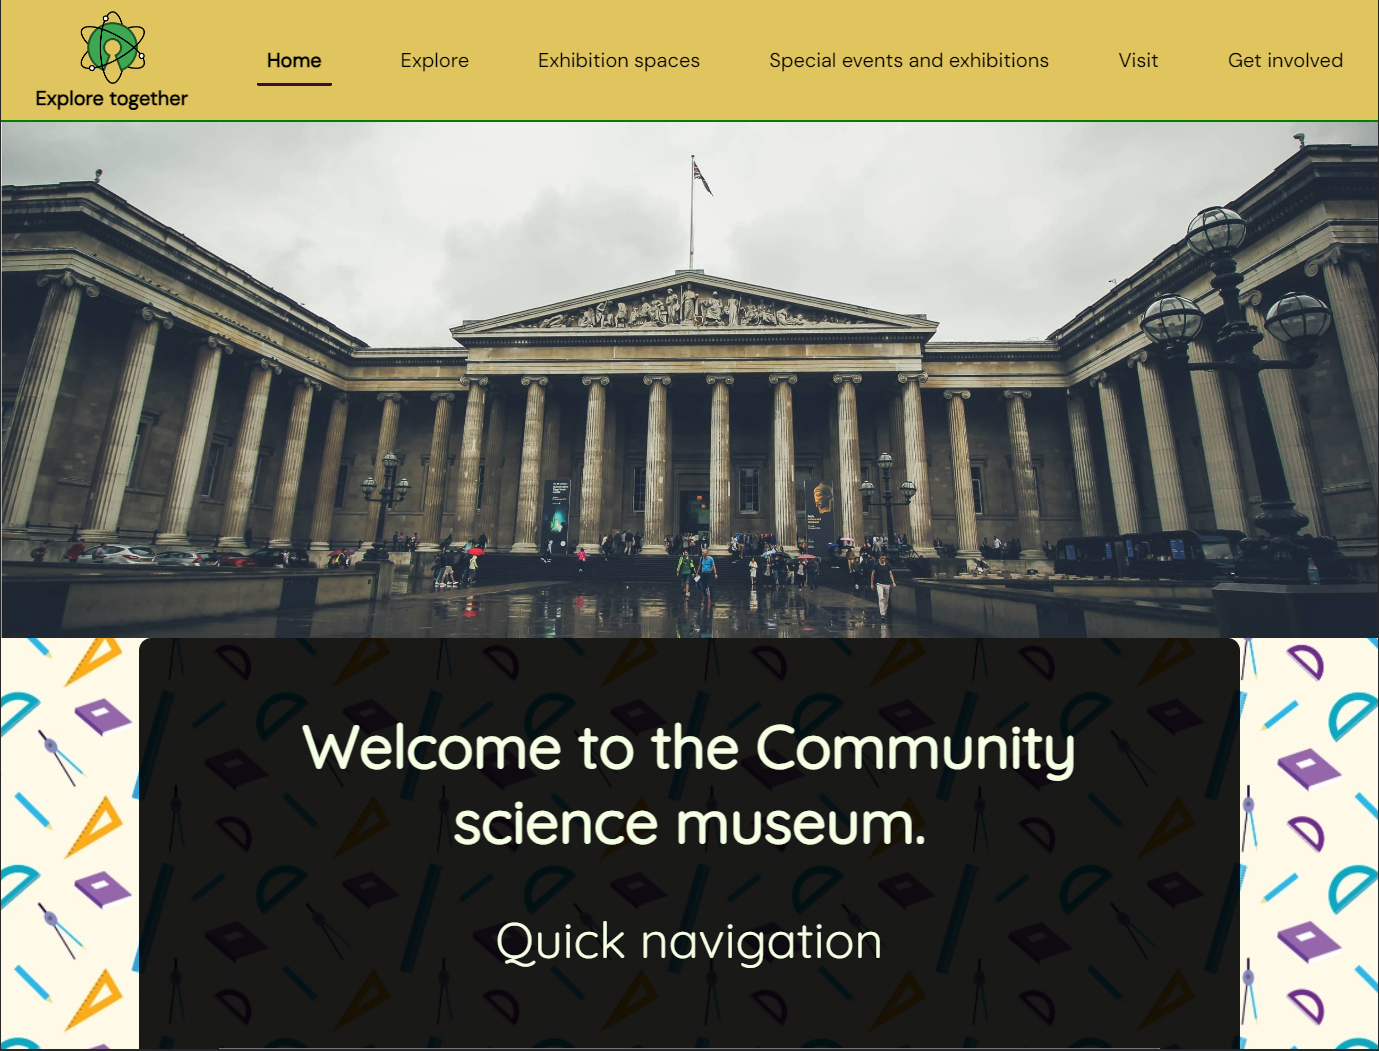 Explore together
Home
Explore
Exhibition spaces
Special events and exhibitions
Visit
Get involved
Welcome to the Community
science museum.
Quick navigation